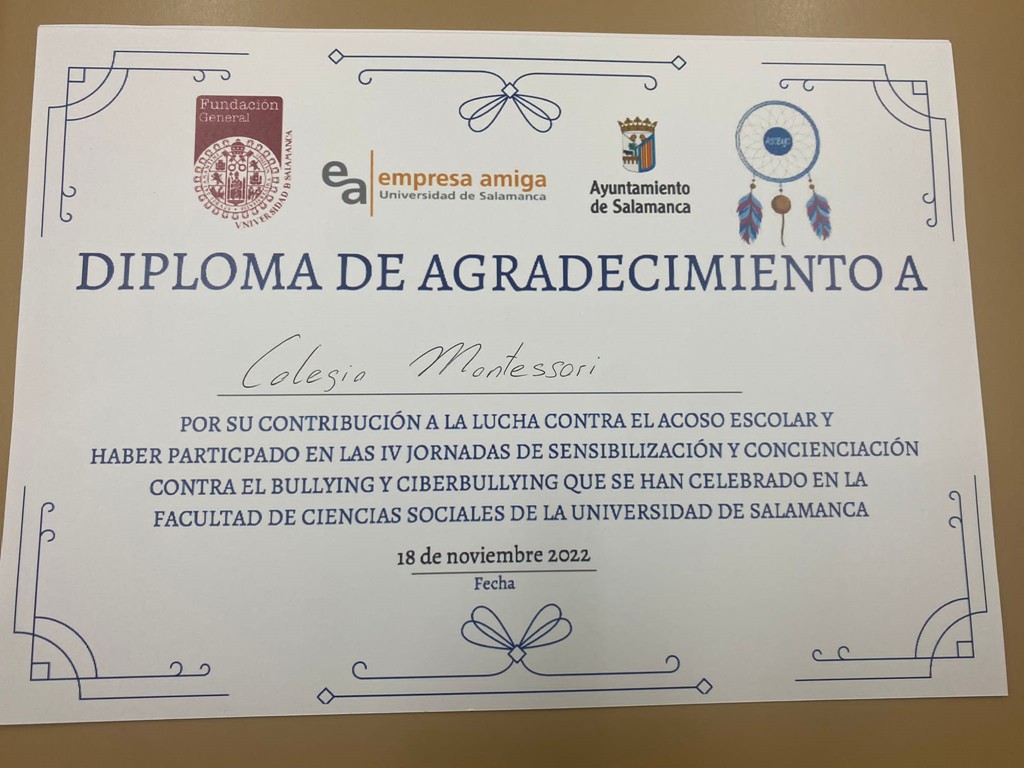 Fundación
General
VNIVERSIDAD Ð SALAMANCA
ea empresa amiga
Universidad de Salamanca
Ayuntamiento
de Salamanca
DIPLOMA DE AGRADECIMIENTO A
Colegio Montessori
POR SU CONTRIBUCIÓN A LA LUCHA CONTRA EL ACOSO ESCOLAR Y
HABER PARTICPADO EN LAS IV JORNADAS DE SENSIBILIZACIÓN Y CONCIENCIACIÓN
CONTRA EL BULLYING Y CIBERBULLYING QUE SE HAN CELEBRADO EN LA
FACULTAD DE CIENCIAS SOCIALES DE LA UNIVERSIDAD DE SALAMANCA
18 de noviembre 2022
Fecha